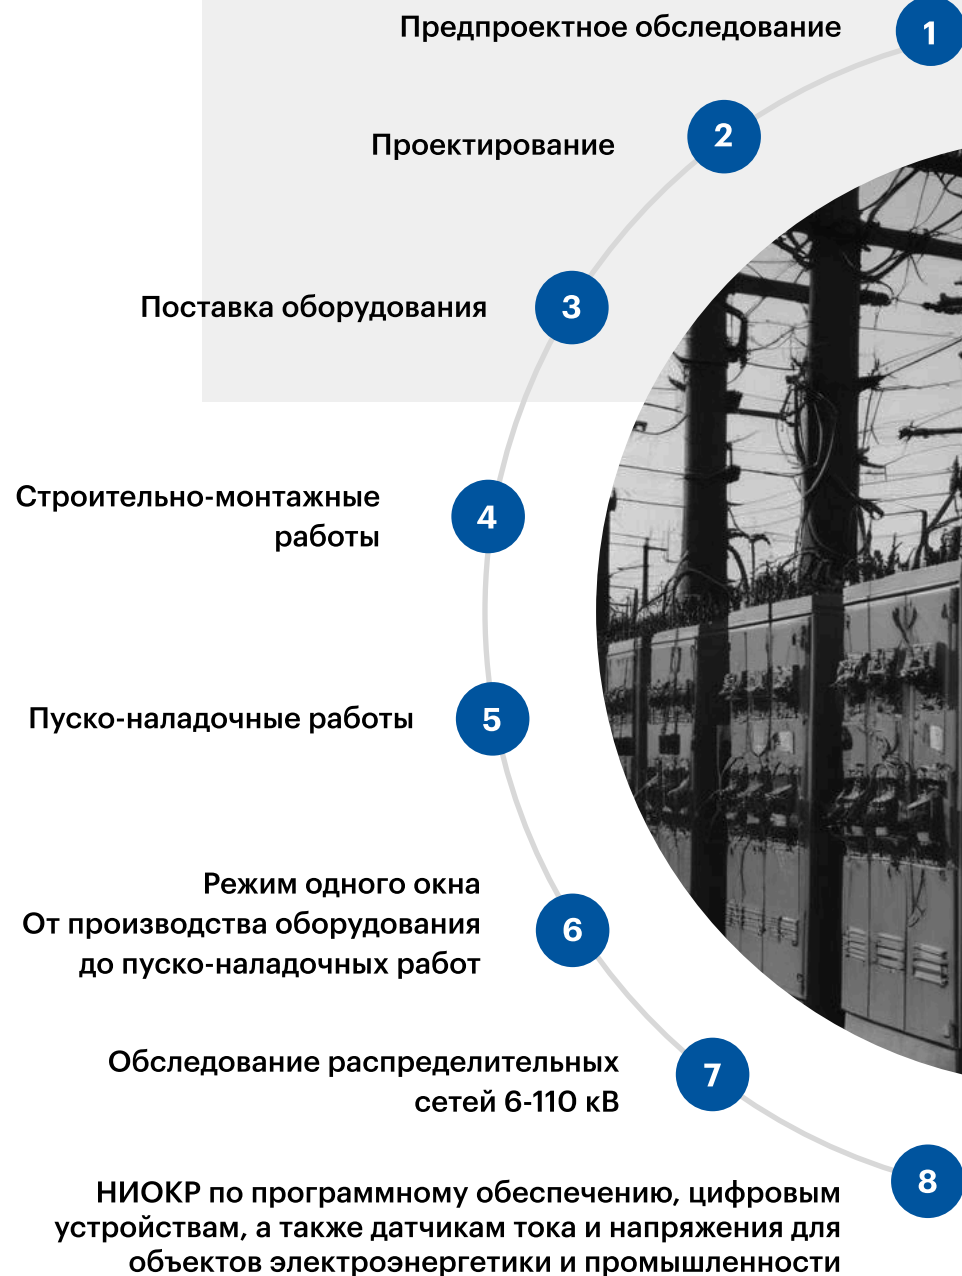 Предпроектное обследование
1
Проектирование
2
Поставка оборудования
3
Строительно-монтажные
работы
4
Пуско-наладочные работы
5
Режим одного окна
От производства оборудования
до пуско-наладочных работ
6
Обследование распределительных
сетей 6-110 кВ
7
НИОКР по программному обеспечению, цифровым
устройствам, а также датчикам тока и напряжения для
объектов электроэнергетики и промышленности
8